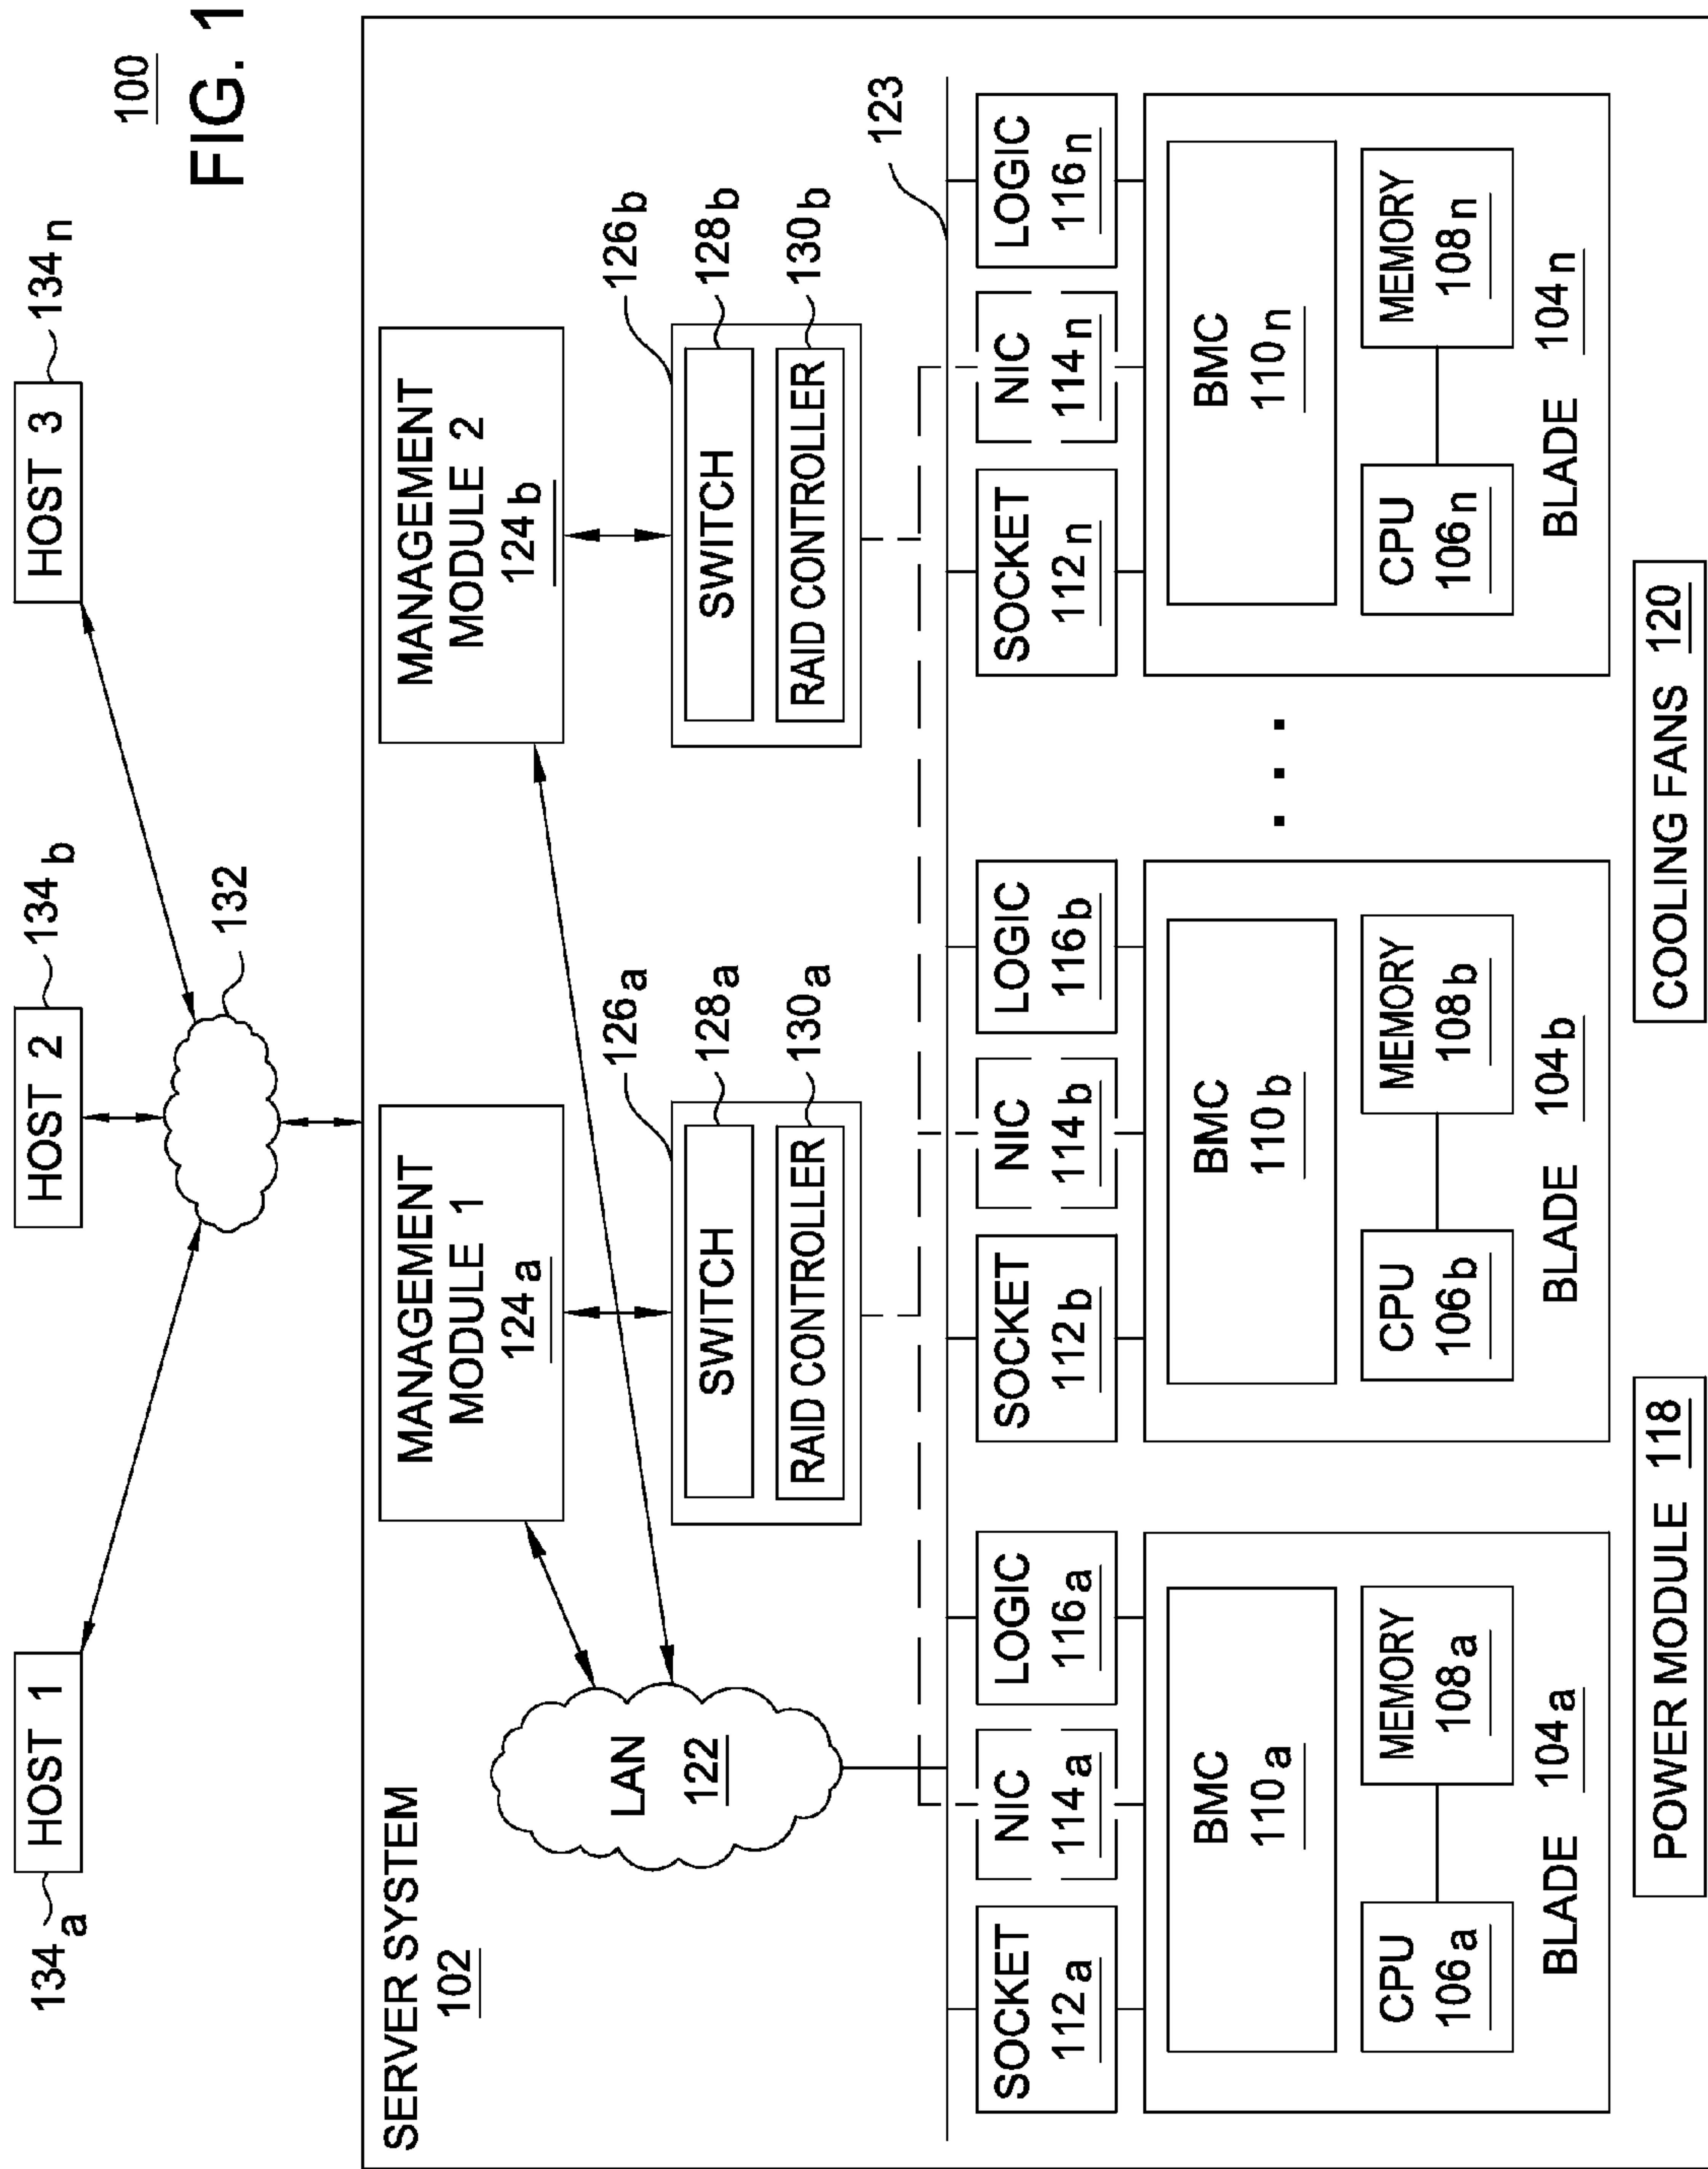 100
FIG. 1
HOST 1
134a
HOST 2
134b
HOST 3
134n
132
SERVER SYSTEM
102
MANAGEMENT
MODULE 1
124a
MANAGEMENT
MODULE 2
124b
LAN
122
126a
SWITCH
128a
RAID CONTROLLER
130a
126b
SWITCH
128b
RAID CONTROLLER
130b
123
SOCKET
112a
NIC
114a
LOGIC
116a
SOCKET
112b
NIC
114b
LOGIC
116b
SOCKET
112n
NIC
114n
LOGIC
116n
BMC
110a
CPU
106a
MEMORY
108a
BLADE 104a
BMC
110b
CPU
106b
MEMORY
108b
BLADE 104b
. . .
BMC
110n
CPU
106n
MEMORY
108n
BLADE 104n
POWER MODULE 118
COOLING FANS 120